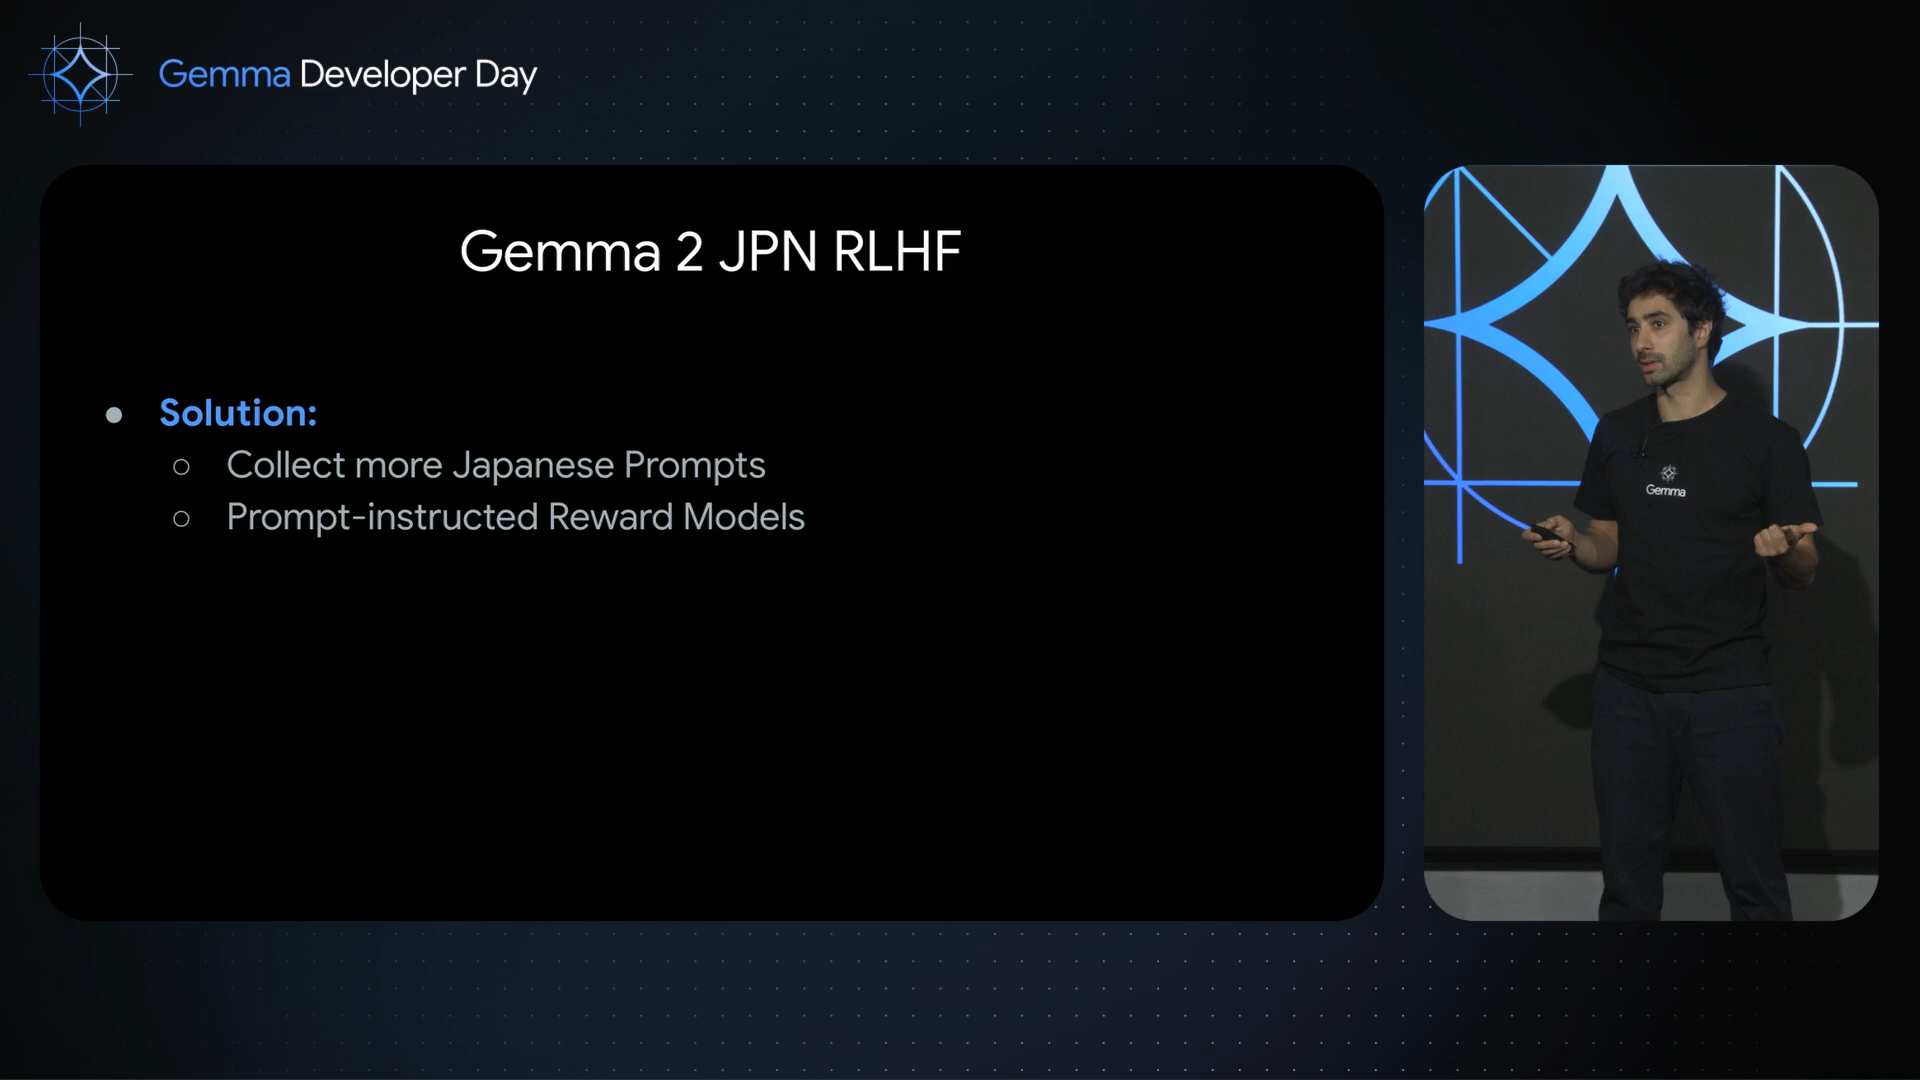 Gemma Developer Day
Gemma 2 JPN RLHF
Solution:
Collect more Japanese Prompts
Prompt-instructed Reward Models
Gemma